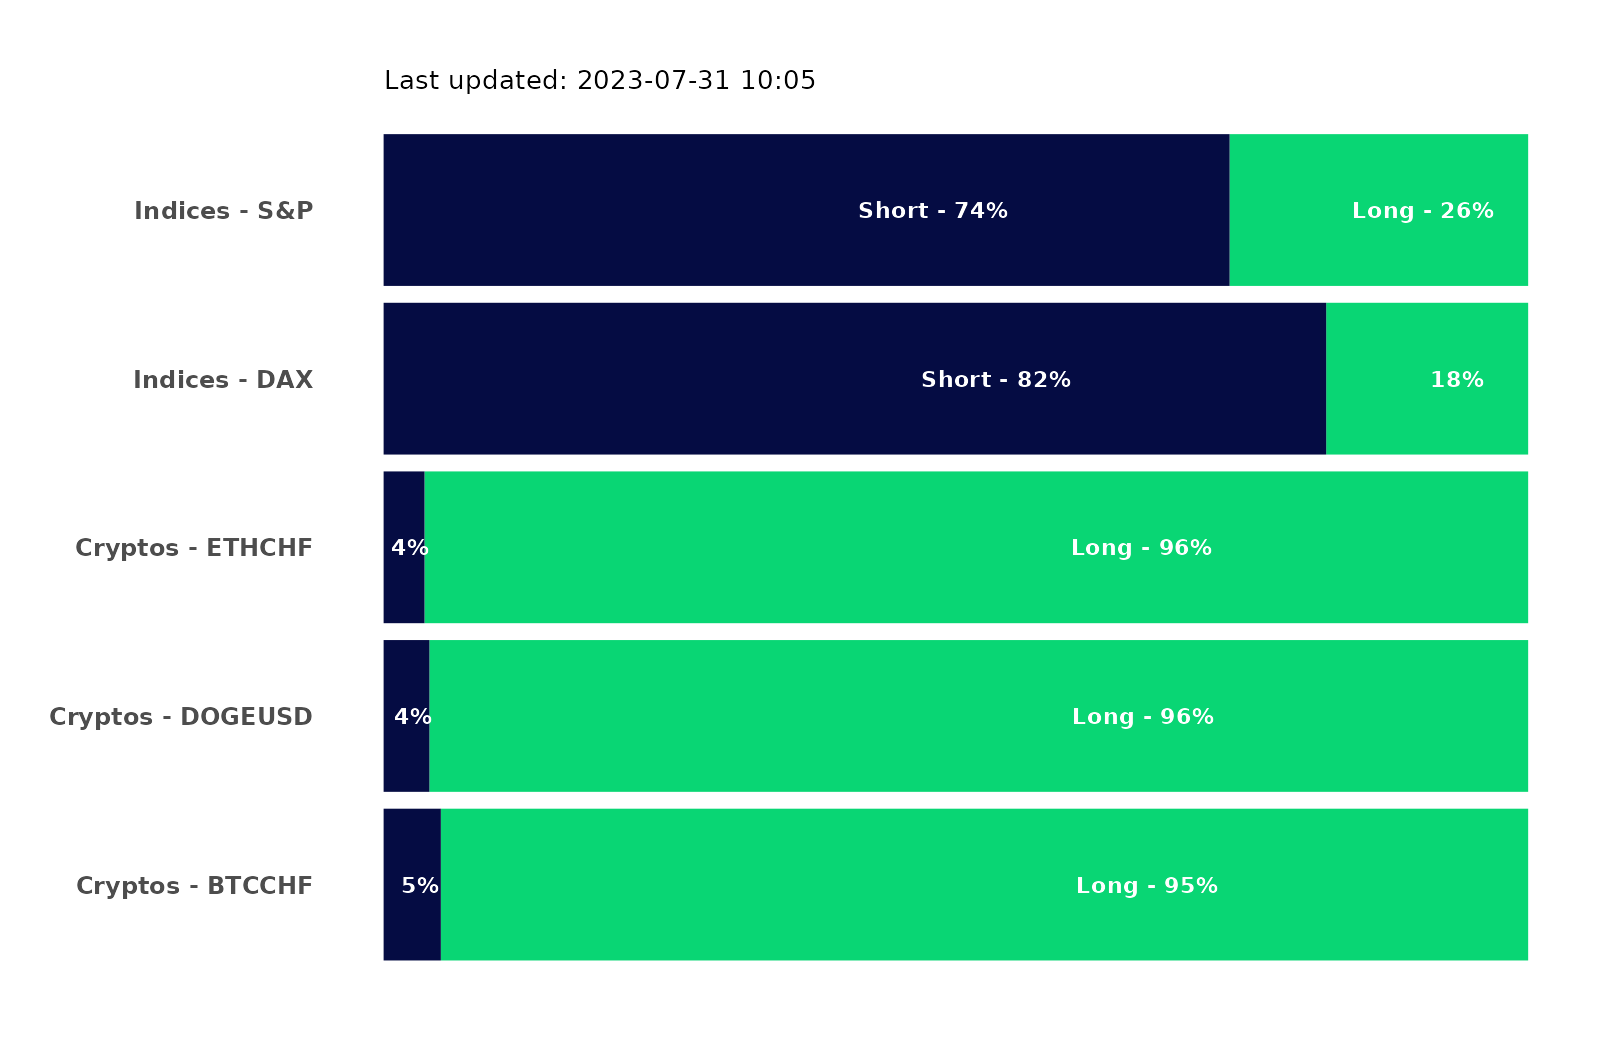 Last updated: 2023-07-31 10:05
Indices - S&P Short - 74% Long - 26%
Indices - DAX Short - 82% 18%
Cryptos - ETHCHF 4% Long - 96%
Cryptos - DOGEUSD 4% Long - 96%
Cryptos - BTCCHF 5% Long - 95%